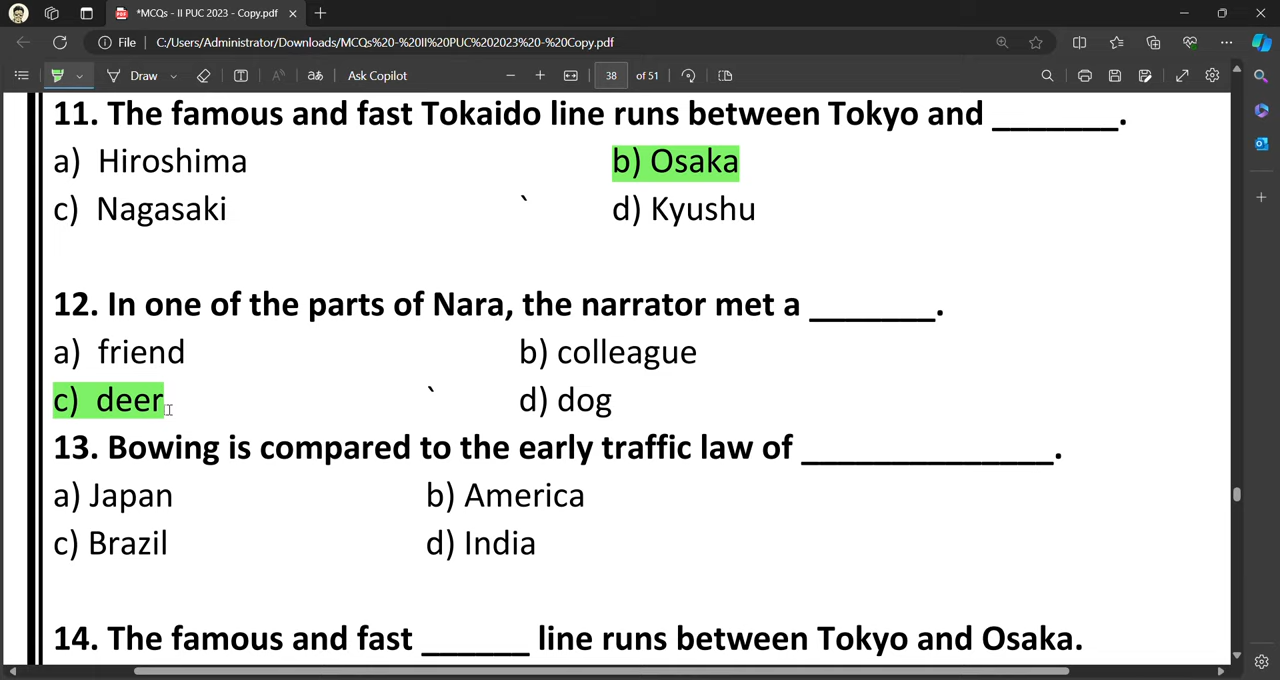 *MCQs - II PUC 2023 - Copy.pdf
File C:/Users/Administrator/Downloads/MCQs%20-%20II%20PUC%202023%20-%20Copy.pdf
Draw Ask Copilot 38 of 51
11. The famous and fast Tokaido line runs between Tokyo and _______.
a) Hiroshima b) Osaka
c) Nagasaki ` d) Kyushu
12. In one of the parts of Nara, the narrator met a _______.
a) friend b) colleague
c) deer ` d) dog
13. Bowing is compared to the early traffic law of ______________.
a) Japan b) America
c) Brazil d) India
14. The famous and fast ______ line runs between Tokyo and Osaka.